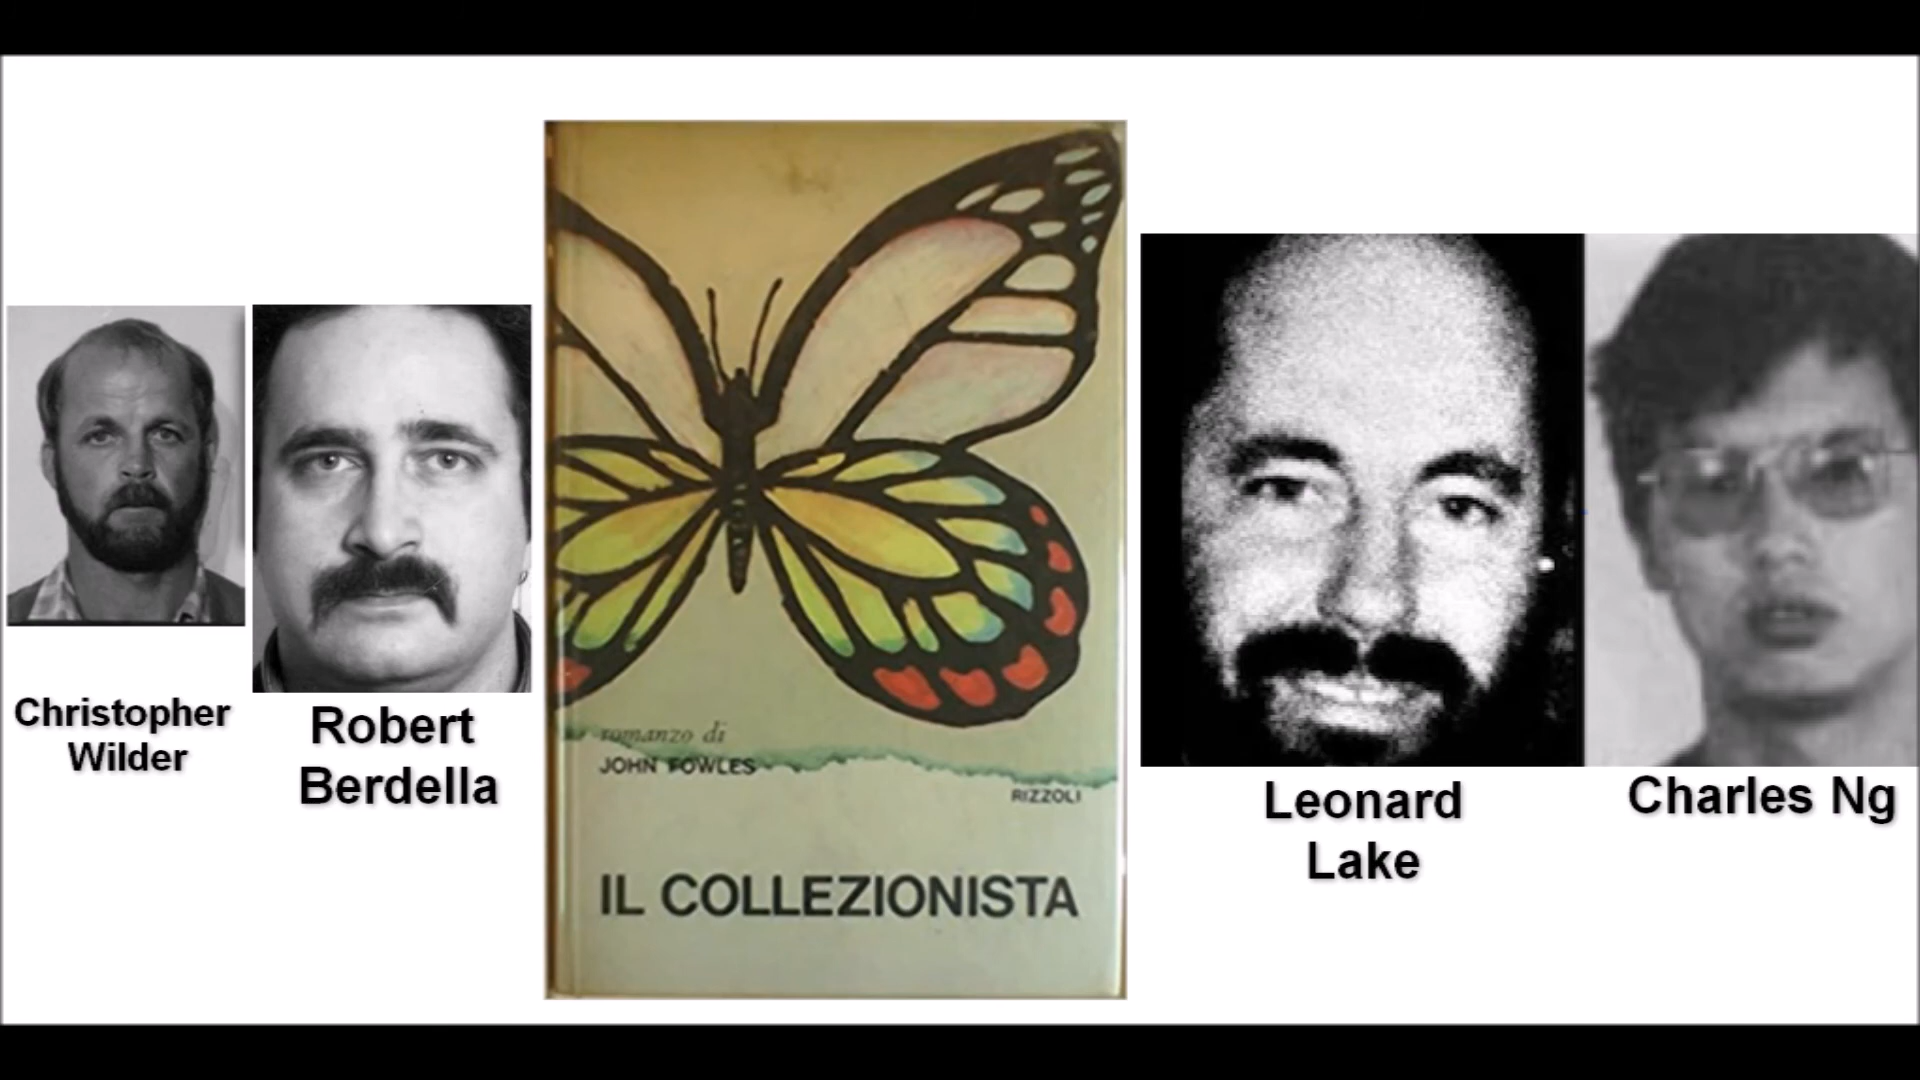 Christopher
Wilder
Robert
Berdella
romanzo di
JOHN FOWLES
RIZZOLI
IL COLLEZIONISTA
Leonard
Lake
Charles Ng